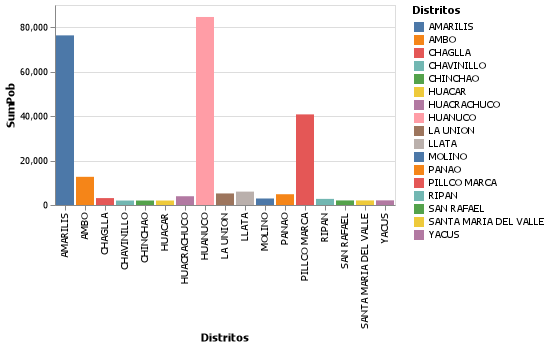 80,000
60,000
40,000
20,000
0
SumPob
AMARILIS
AMBO
CHAGLLA
CHAVINILLO
CHINCHAO
HUACAR
HUACRACHUCO
HUANUCO
LA UNION
LLATA
MOLINO
PANAO
PILLCO MARCA
RIPAN
SAN RAFAEL
SANTA MARIA DEL VALLE
YACUS
Distritos
Distritos
AMARILIS
AMBO
CHAGLLA
CHAVINILLO
CHINCHAO
HUACAR
HUACRACHUCO
HUANUCO
LA UNION
LLATA
MOLINO
PANAO
PILLCO MARCA
RIPAN
SAN RAFAEL
SANTA MARIA DEL VALLE
YACUS